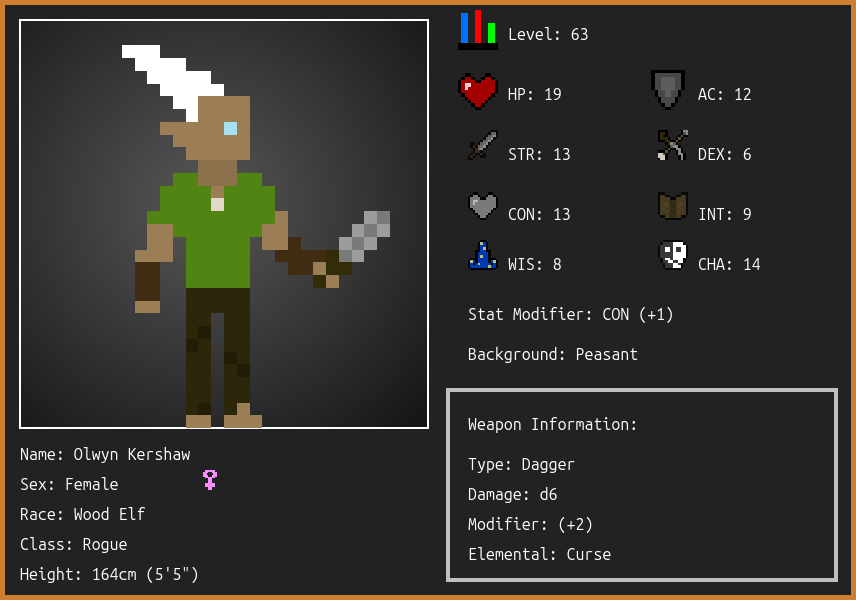 Level: 63
HP: 19
AC: 12
STR: 13
DEX: 6
CON: 13
INT: 9
WIS: 8
CHA: 14
Stat Modifier: CON (+1)
Background: Peasant
Weapon Information:
Type: Dagger
Damage: d6
Modifier: (+2)
Elemental: Curse
Name: Olwyn Kershaw
Sex: Female
Race: Wood Elf
Class: Rogue
Height: 164cm (5'5")